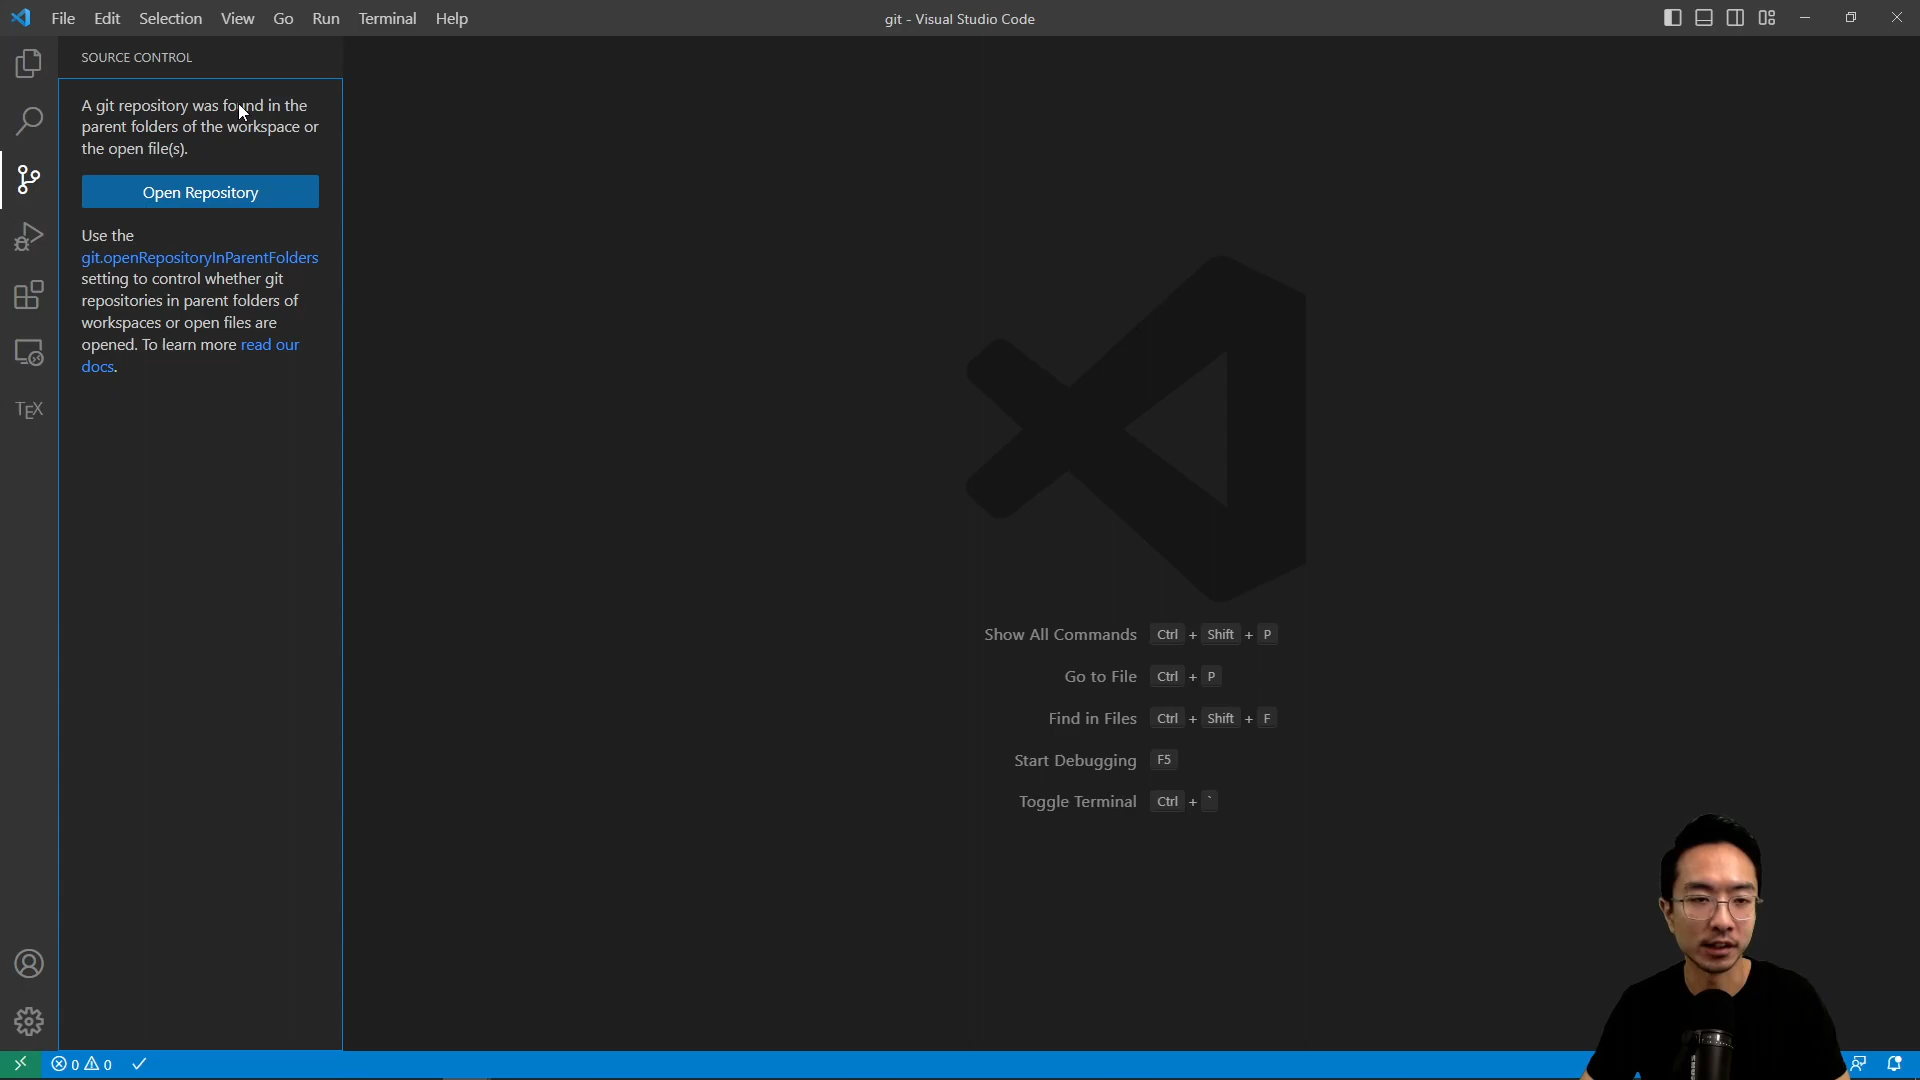 File Edit Selection View Go Run Terminal Help
git - Visual Studio Code
SOURCE CONTROL
A git repository was found in the
parent folders of the workspace or
the open file(s).
Open Repository
Use the
git.openRepositoryInParentFolders
setting to control whether git
repositories in parent folders of
workspaces or open files are
opened. To learn more read our
docs.
TEX
Show All Commands Ctrl + Shift + P
Go to File Ctrl + P
Find in Files Ctrl + Shift + F
Start Debugging F5
Toggle Terminal Ctrl + `
0 0